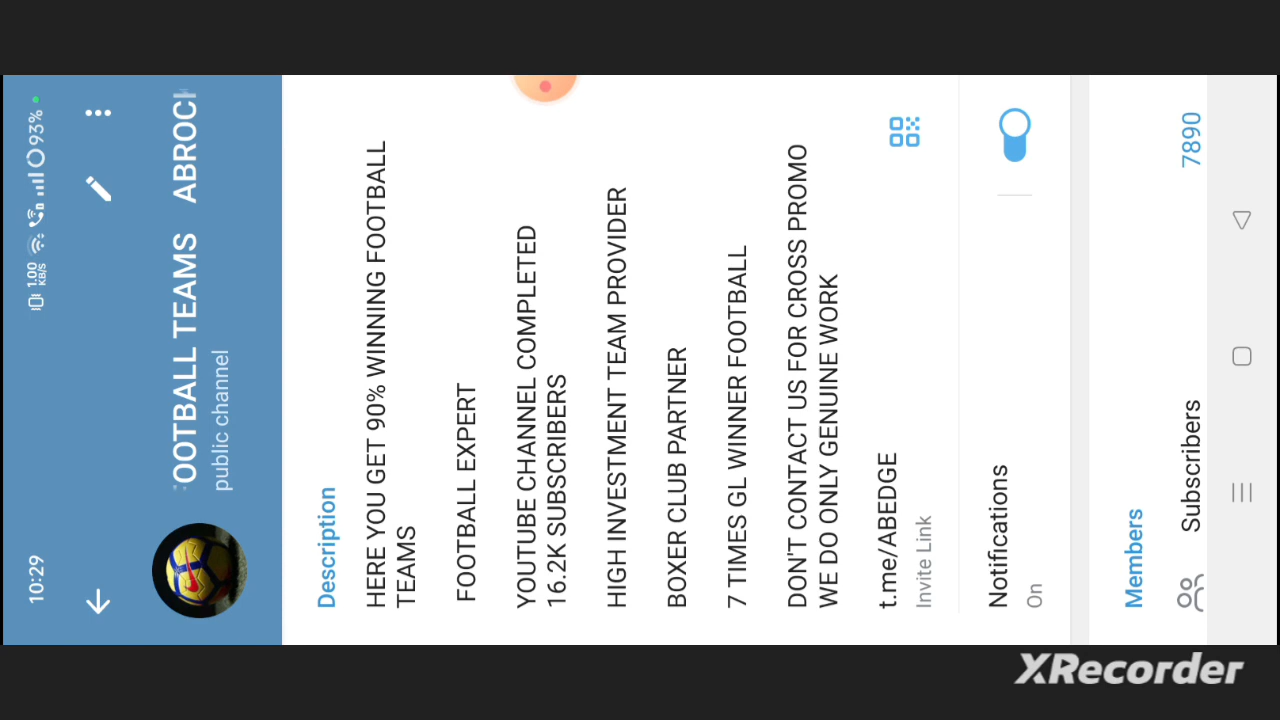 10:29
1.00
KB/S
93%
OOTBALL TEAMS ABROC
public channel
Description
HERE YOU GET 90% WINNING FOOTBALL
TEAMS
FOOTBALL EXPERT
YOUTUBE CHANNEL COMPLETED
16.2K SUBSCRIBERS
HIGH INVESTMENT TEAM PROVIDER
BOXER CLUB PARTNER
7 TIMES GL WINNER FOOTBALL
DON'T CONTACT US FOR CROSS PROMO
WE DO ONLY GENUINE WORK
t.me/ABEDGE
Invite Link
Notifications
On
Members
Subscribers 7890
XRecorder